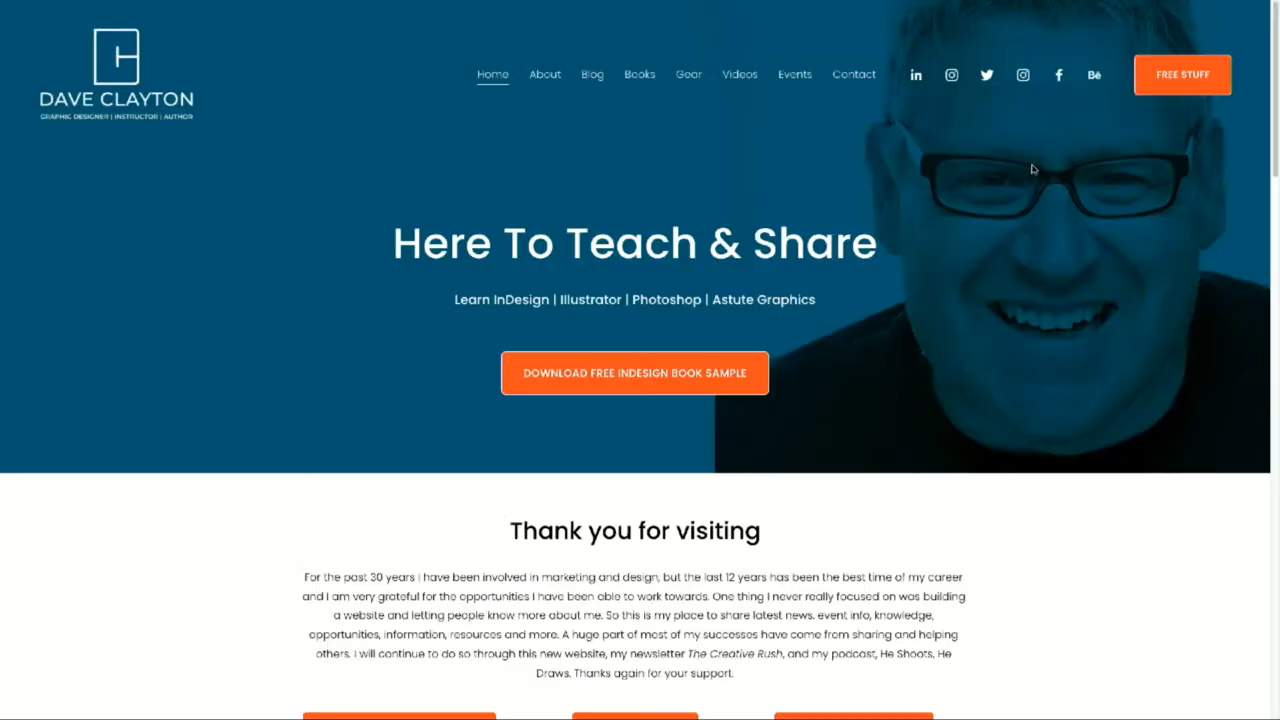 DAVE CLAYTON
GRAPHIC DESIGNER | INSTRUCTOR | AUTHOR
Home About Blog Books Gear Videos Events Contact
FREE STUFF
Here To Teach & Share
Learn InDesign | Illustrator | Photoshop | Astute Graphics
DOWNLOAD FREE INDESIGN BOOK SAMPLE
Thank you for visiting
For the past 30 years I have been involved in marketing and design, but the last 12 years has been the best time of my career
and I am very grateful for the opportunities I have been able to work towards. One thing I never really focused on was building
a website and letting people know more about me. So this is my place to share latest news, event info, knowledge,
opportunities, information, resources and more. A huge part of most of my successes have come from sharing and helping
others. I will continue to do so through this new website, my newsletter The Creative Rush, and my podcast, He Shoots, He
Draws. Thanks again for your support.